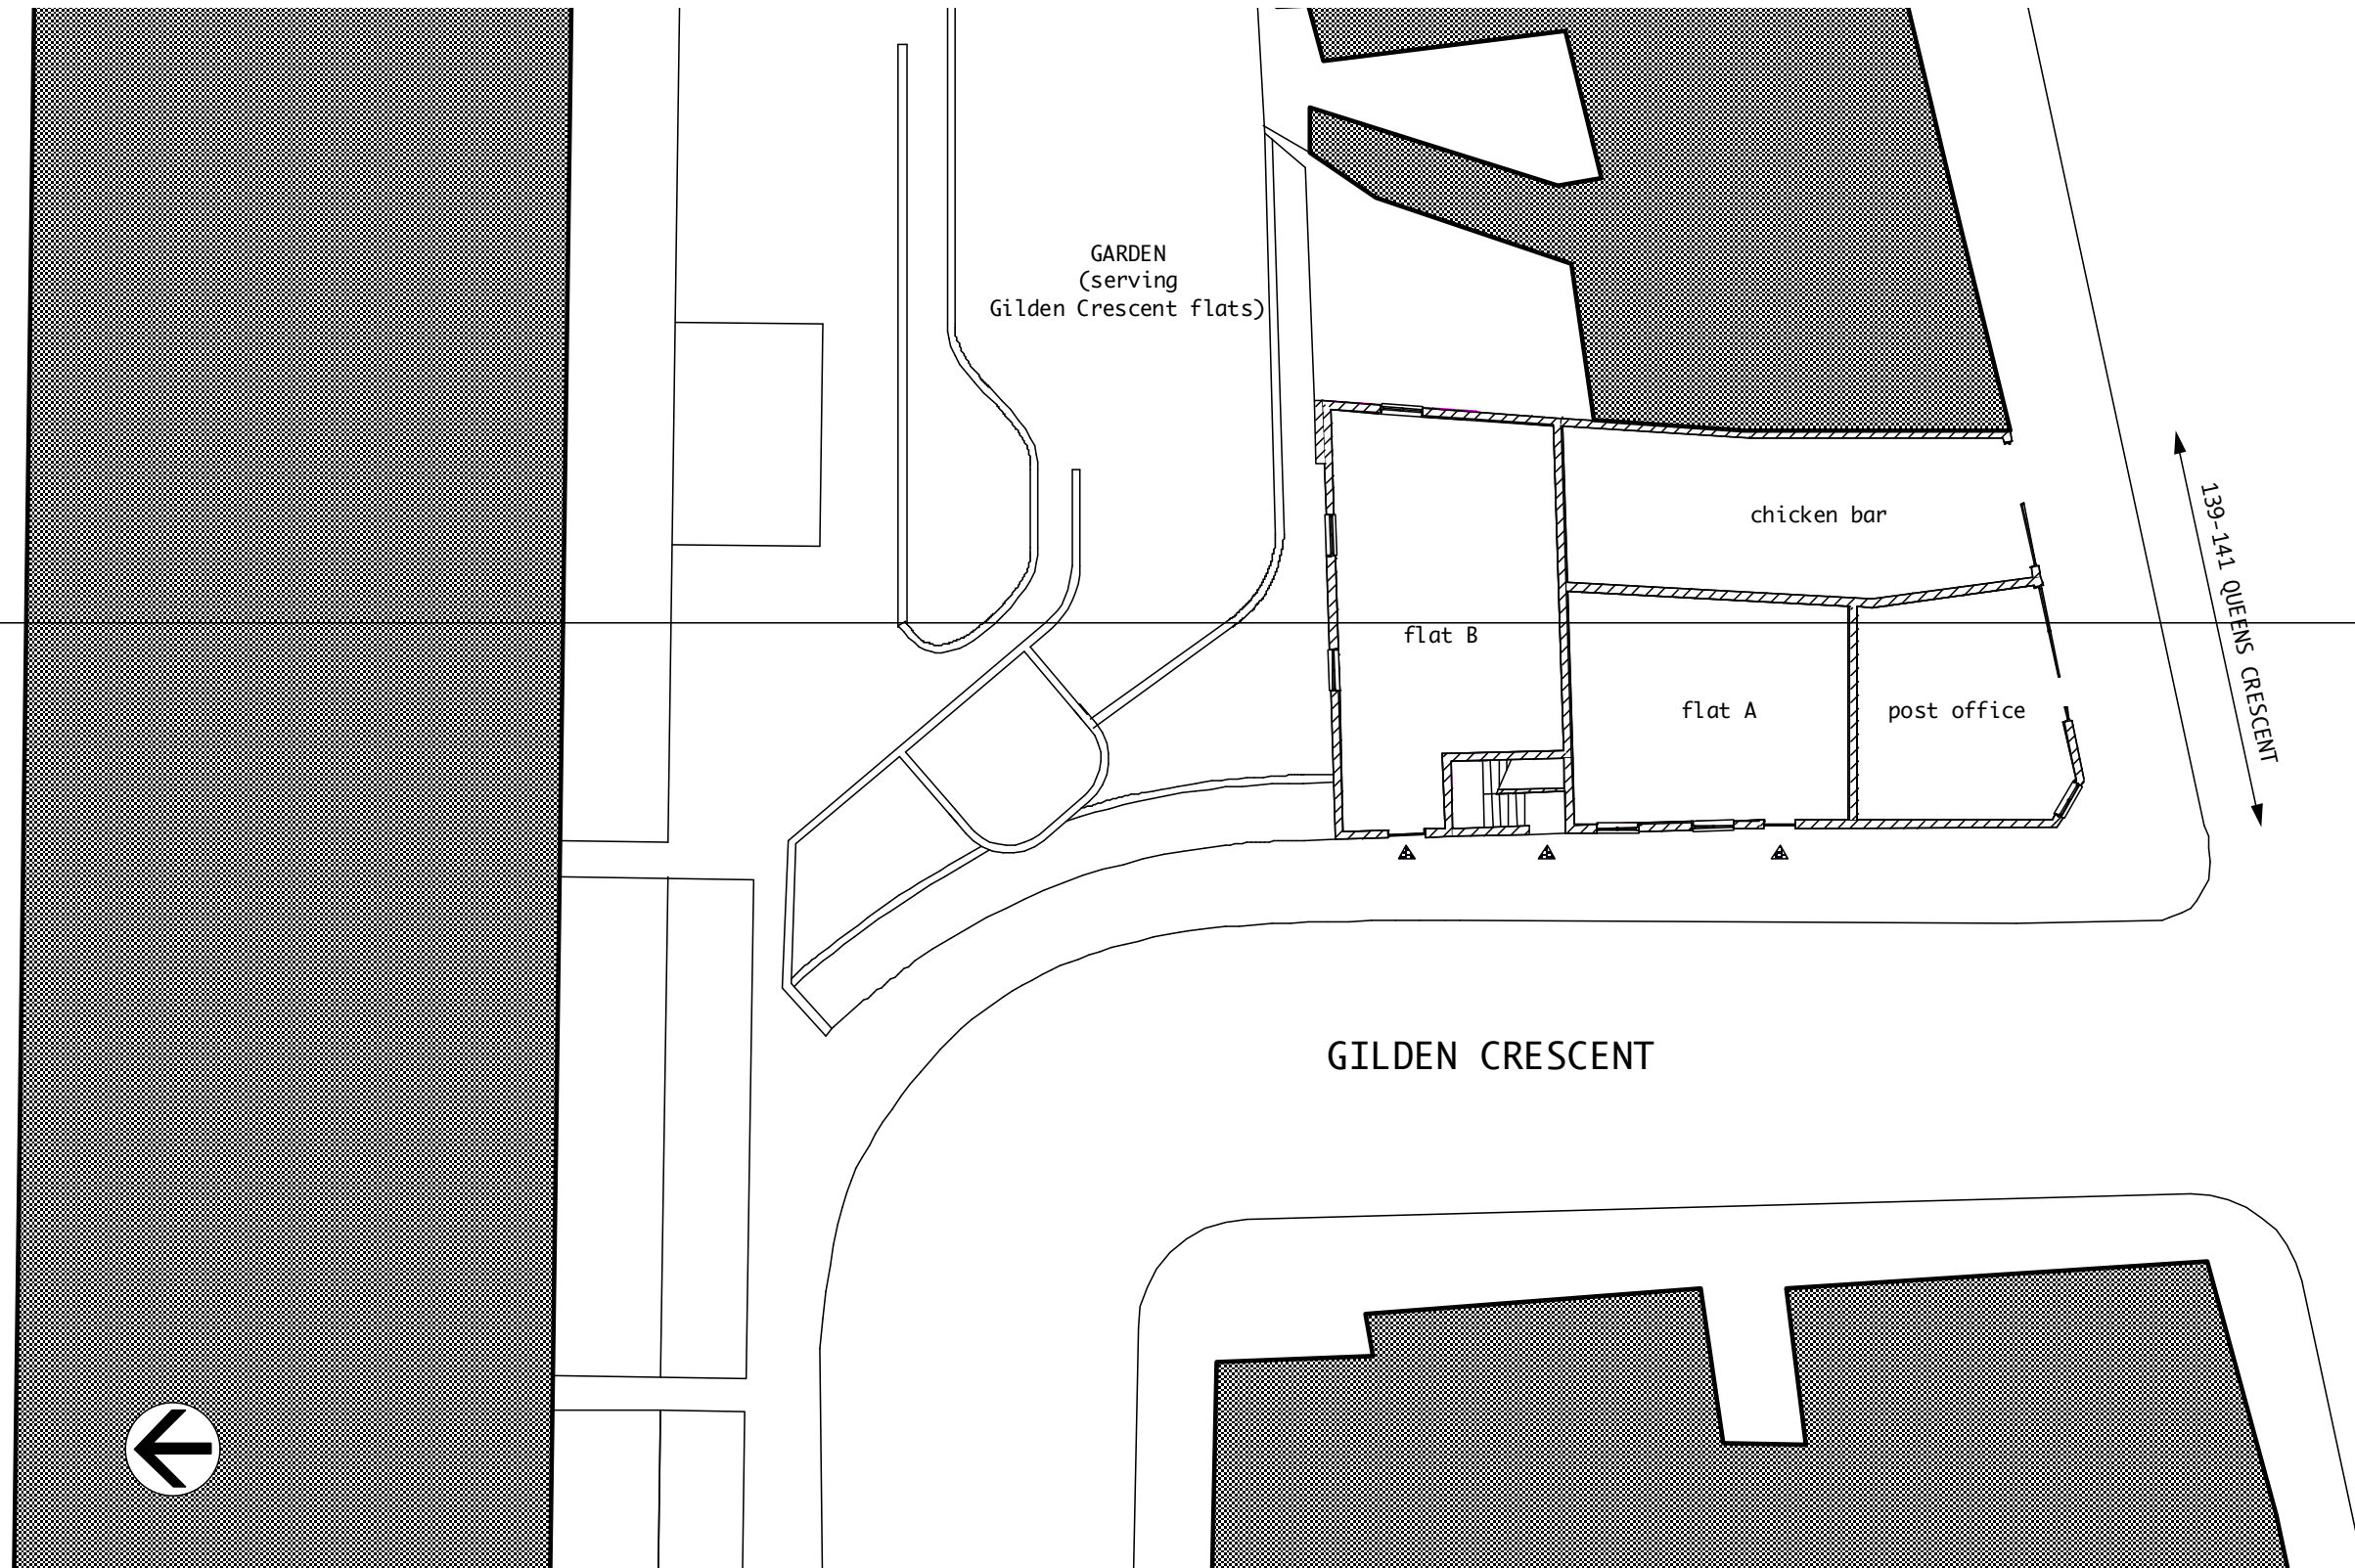 GARDEN
(serving
Gilden Crescent flats)
chicken bar
139-141 QUEENS CRESCENT
flat B
flat A
post office
GILDEN CRESCENT